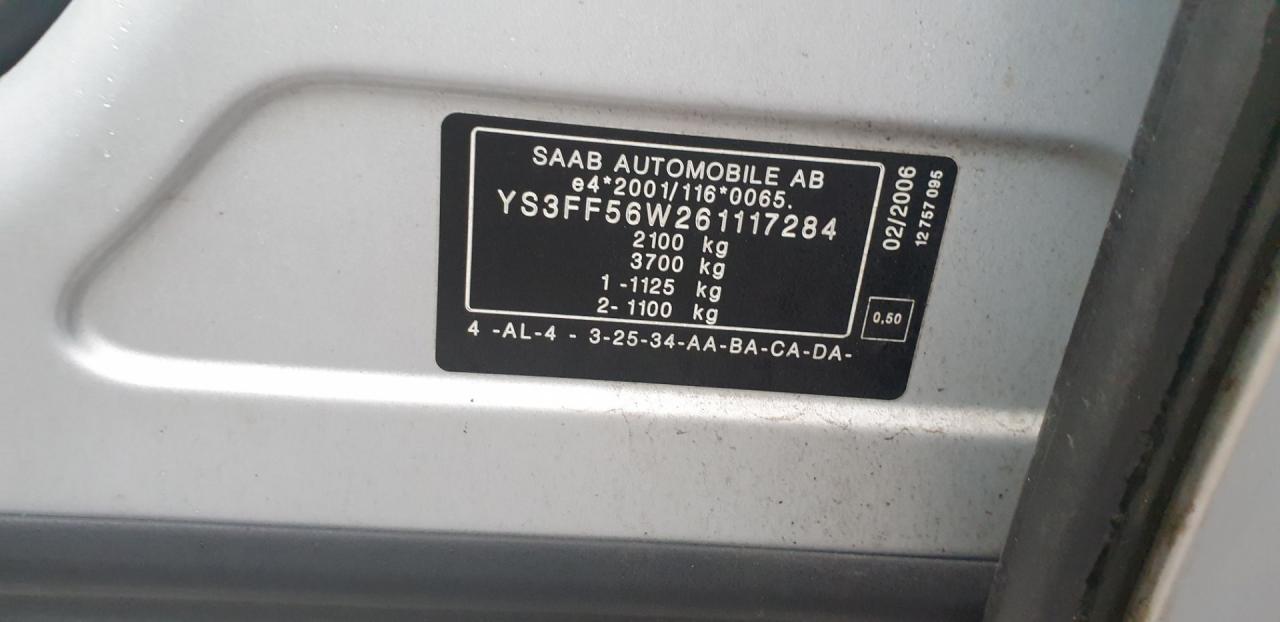 SAAB AUTOMOBILE AB
e4*2001/116*0065.
YS3FF56W261117284
2100 kg
3700 kg
1 -1125 kg
2- 1100 kg
4 -AL-4 - 3-25-34-AA-BA-CA-DA-
02/2006
12 757 095
0,50